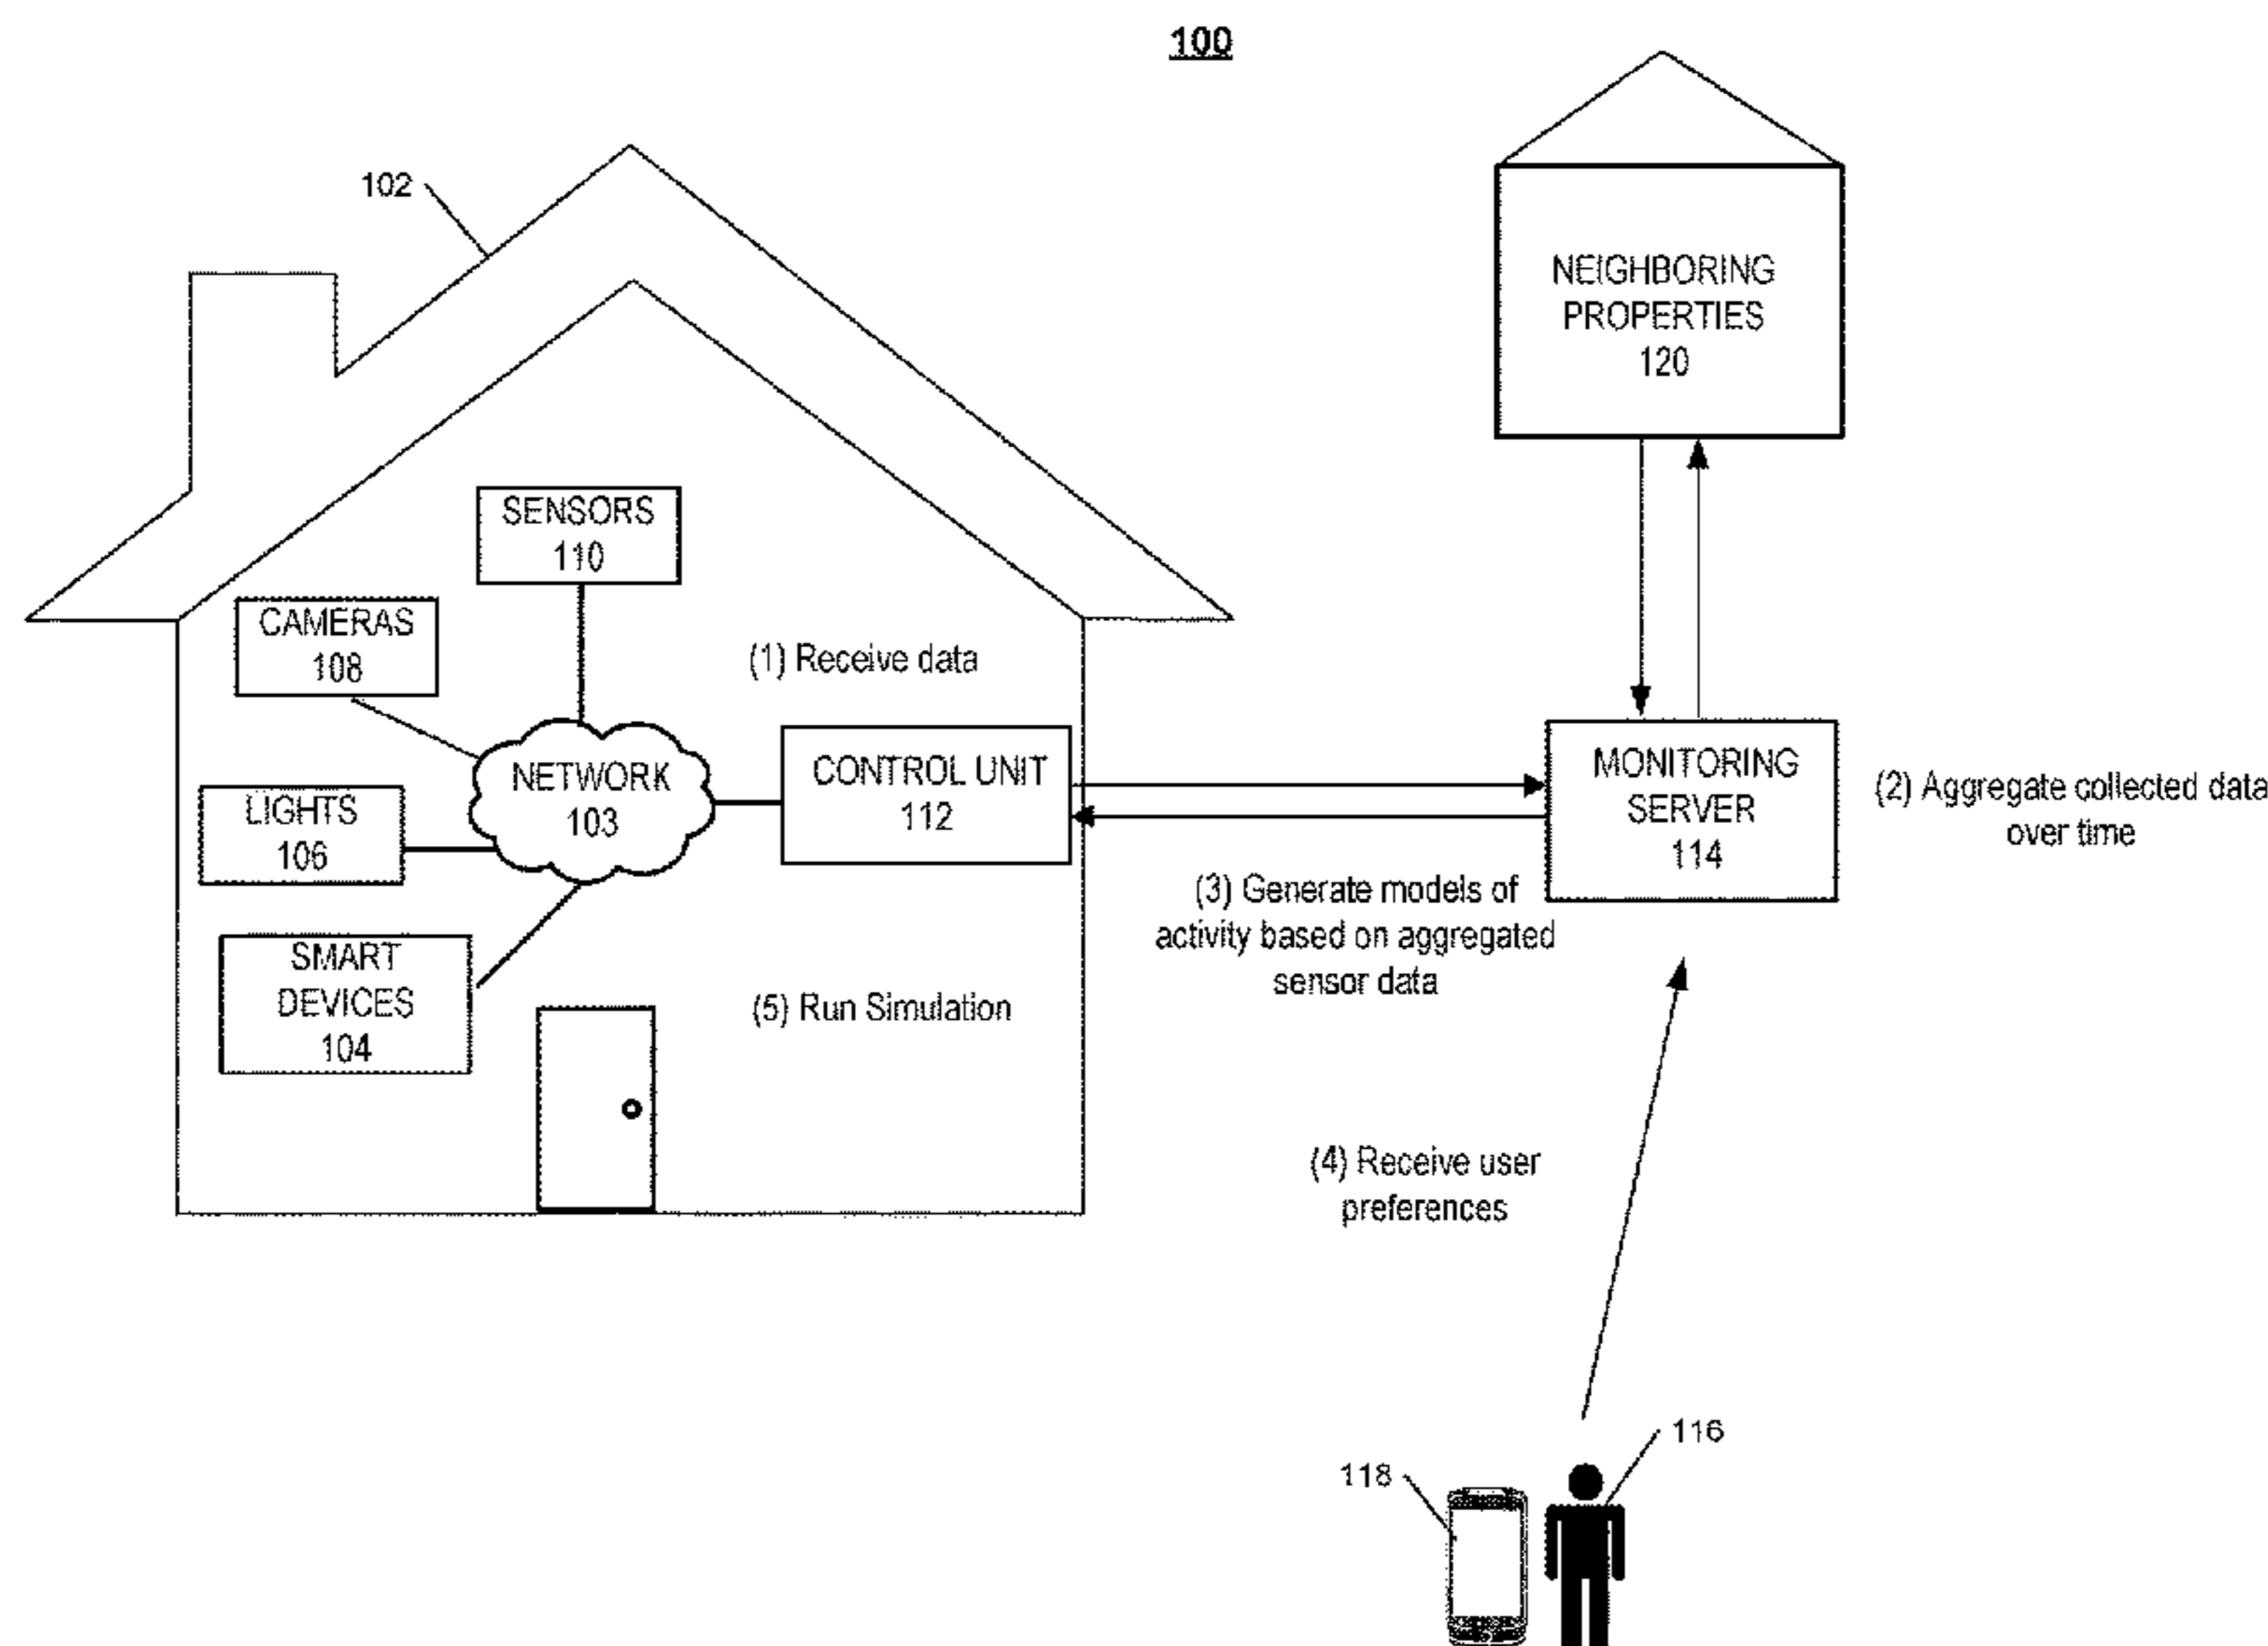 100
102
NEIGHBORING
PROPERTIES
120
SENSORS
110
CAMERAS
108
(1) Receive data
NETWORK
103
CONTROL UNIT
112
MONITORING
SERVER
114
(2) Aggregate collected data
over time
LIGHTS
106
(3) Generate models of
activity based on aggregated
sensor data
SMART
DEVICES
104
(5) Run Simulation
(4) Receive user
preferences
116
118